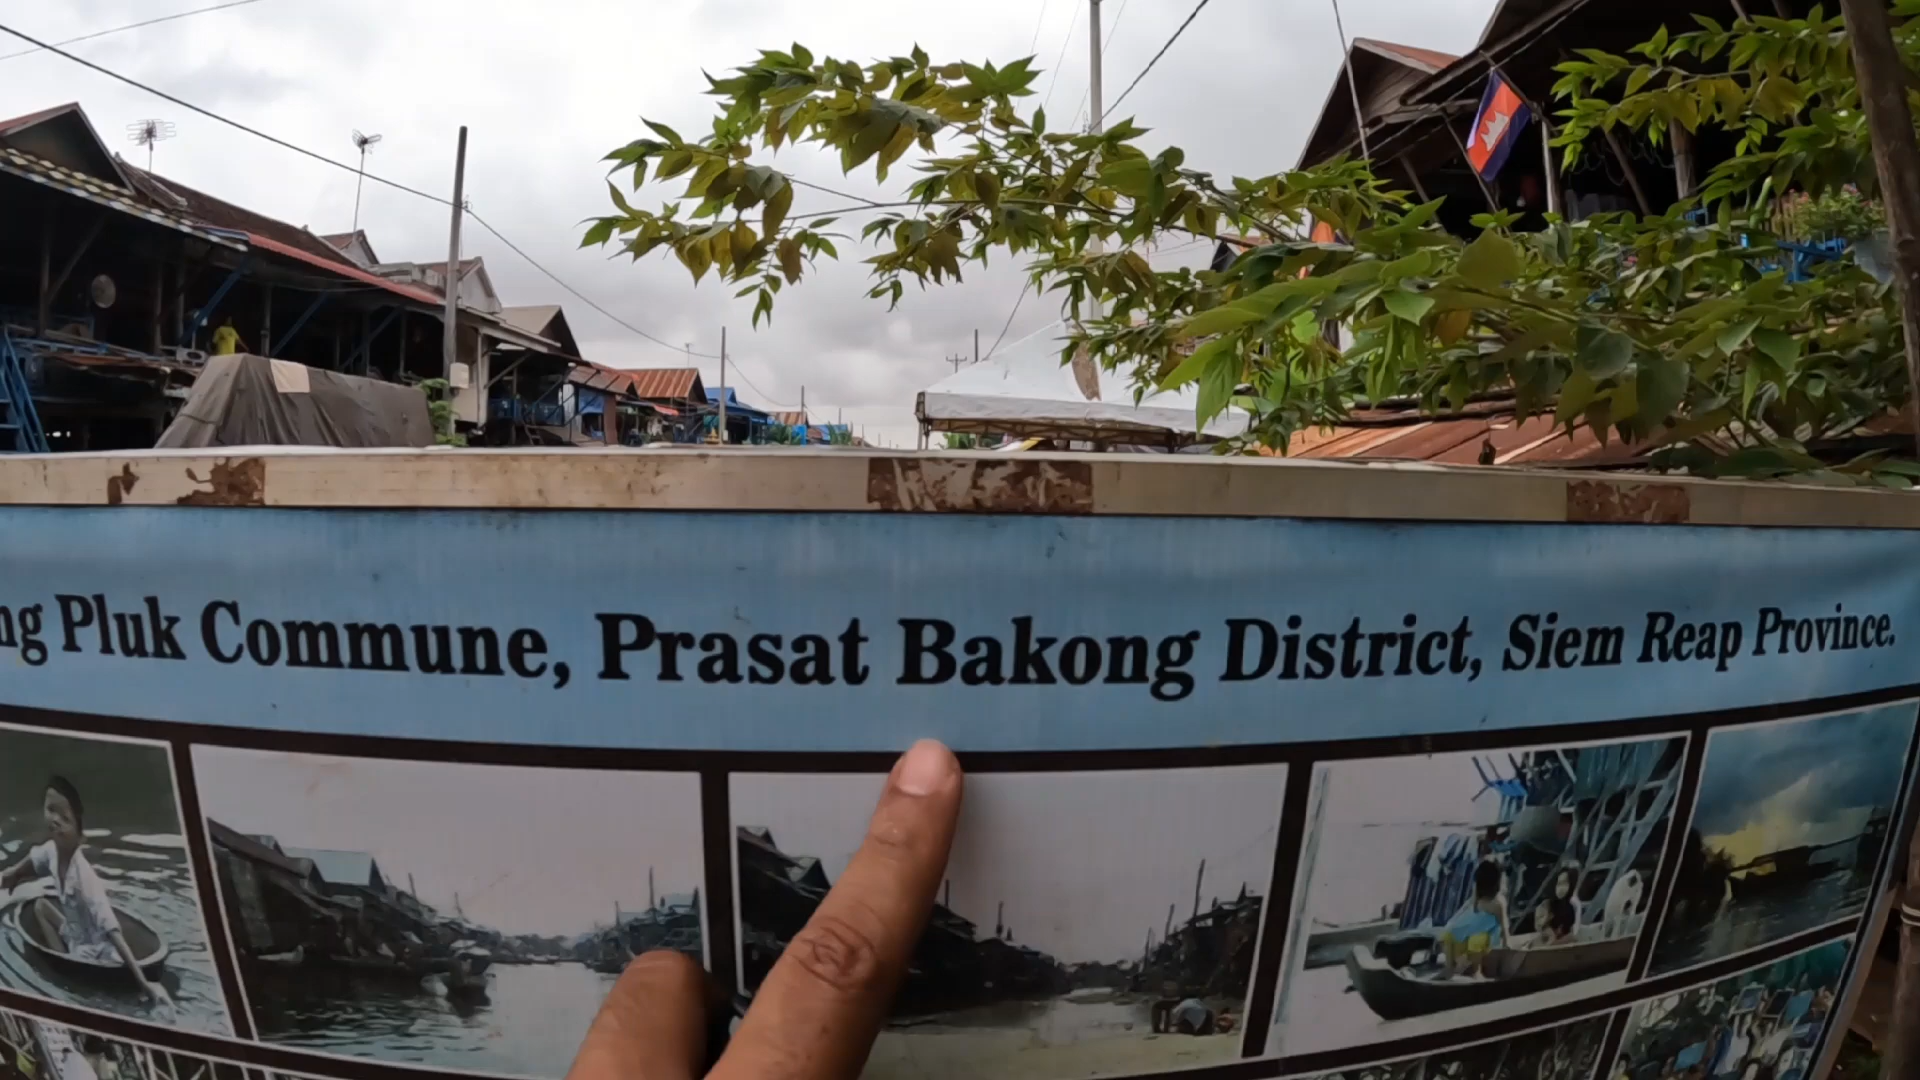 ng Pluk Commune, Prasat Bakong District, Siem Reap Province.